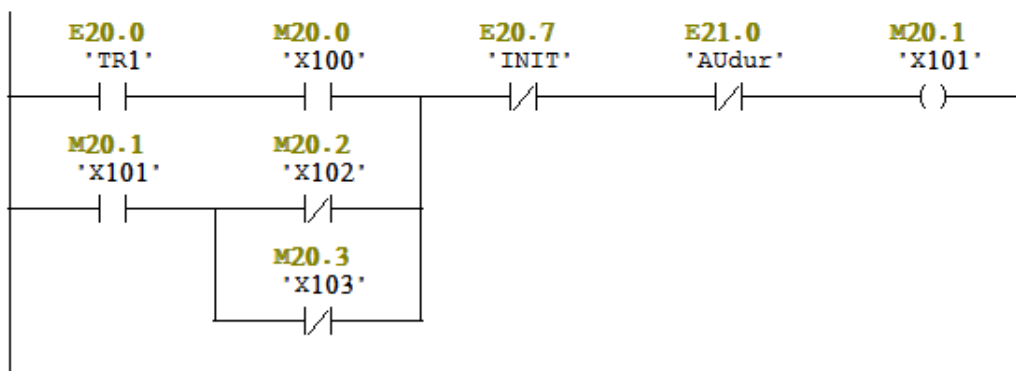 E20.0 M20.0 E20.7 E21.0 M20.1
"TR1" "X100" "INIT" "AUdur" "X101"
M20.1 M20.2
"X101" "X102"
M20.3
"X103"